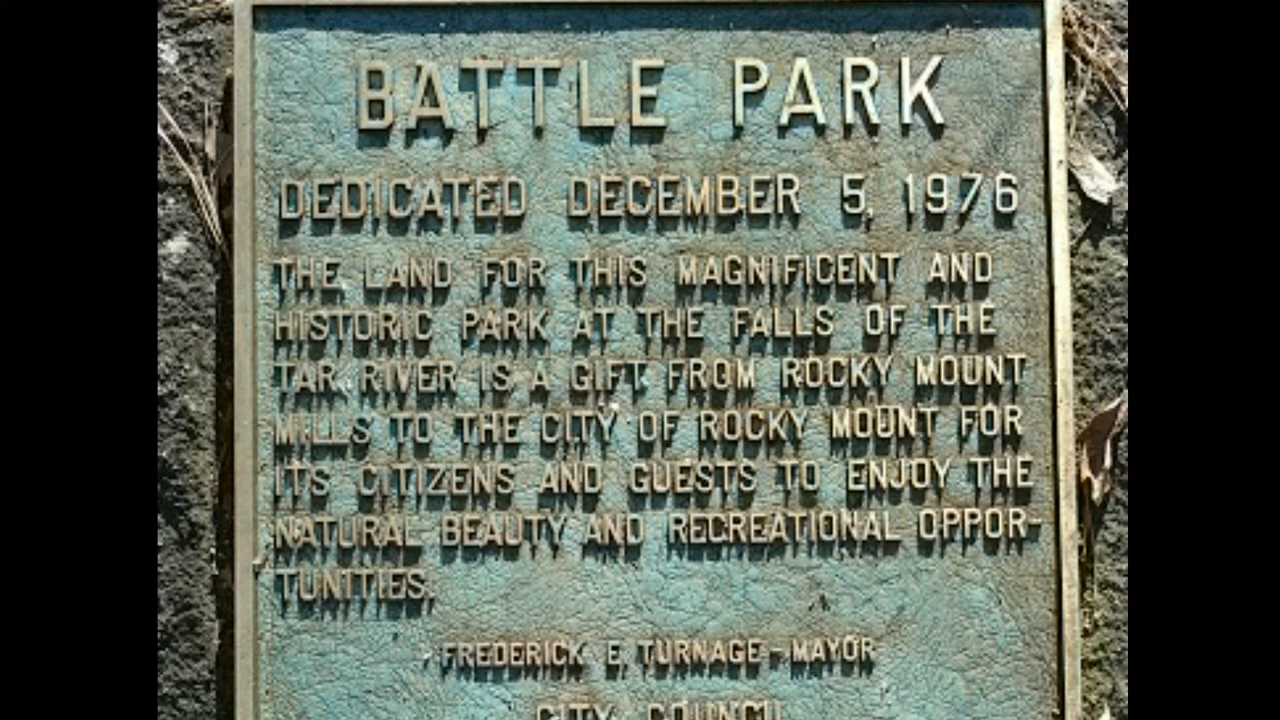 BATTLE PARK
DEDICATED DECEMBER 5, 1976
THE LAND FOR THIS MAGNIFICENT AND
HISTORIC PARK AT THE FALLS OF THE
TAR RIVER IS A GIFT FROM ROCKY MOUNT
MILLS TO THE CITY OF ROCKY MOUNT FOR
ITS CITIZENS AND GUESTS TO ENJOY THE
NATURAL BEAUTY AND RECREATIONAL OPPOR-
TUNITIES.
FREDERICK E. TURNAGE - MAYOR
CITY COUNCIL